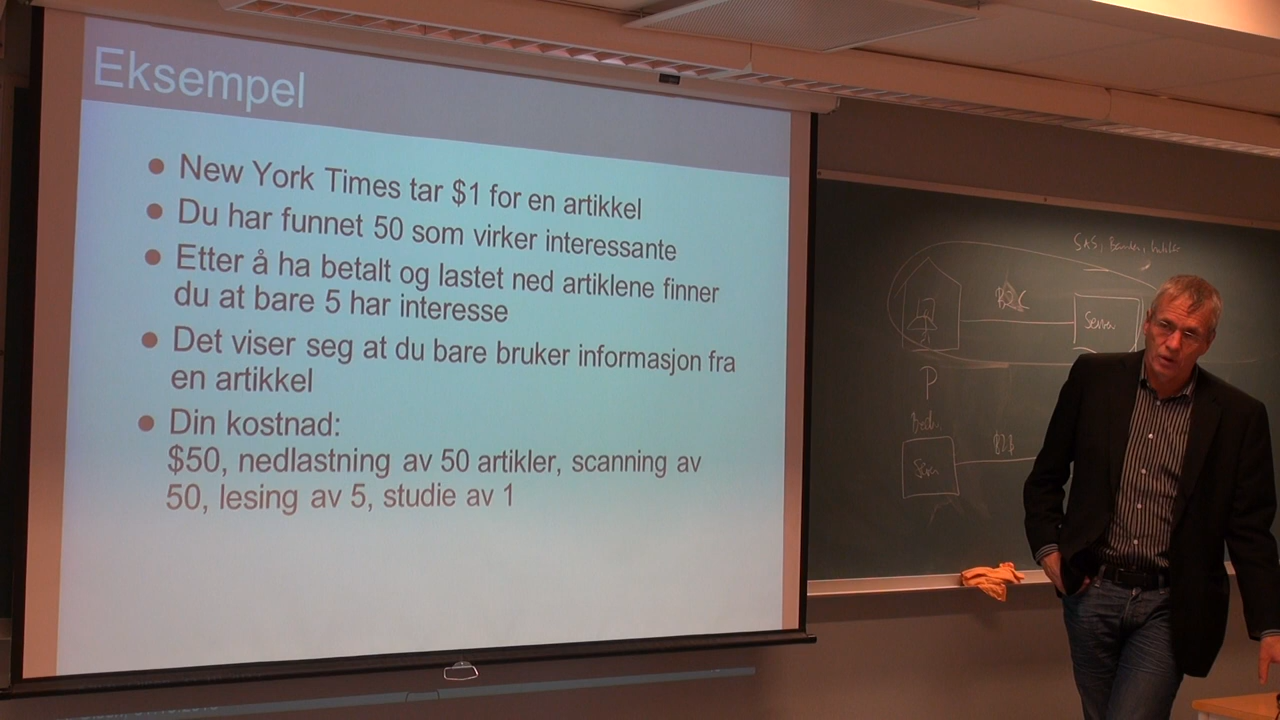 Eksempel
New York Times tar $1 for en artikkel
Du har funnet 50 som virker interessante
Etter å ha betalt og lastet ned artiklene finner
du at bare 5 har interesse
Det viser seg at du bare bruker informasjon fra
en artikkel
Din kostnad:
$50, nedlastning av 50 artikler, scanning av
50, lesing av 5, studie av 1
SAS,
B2C
Server
P